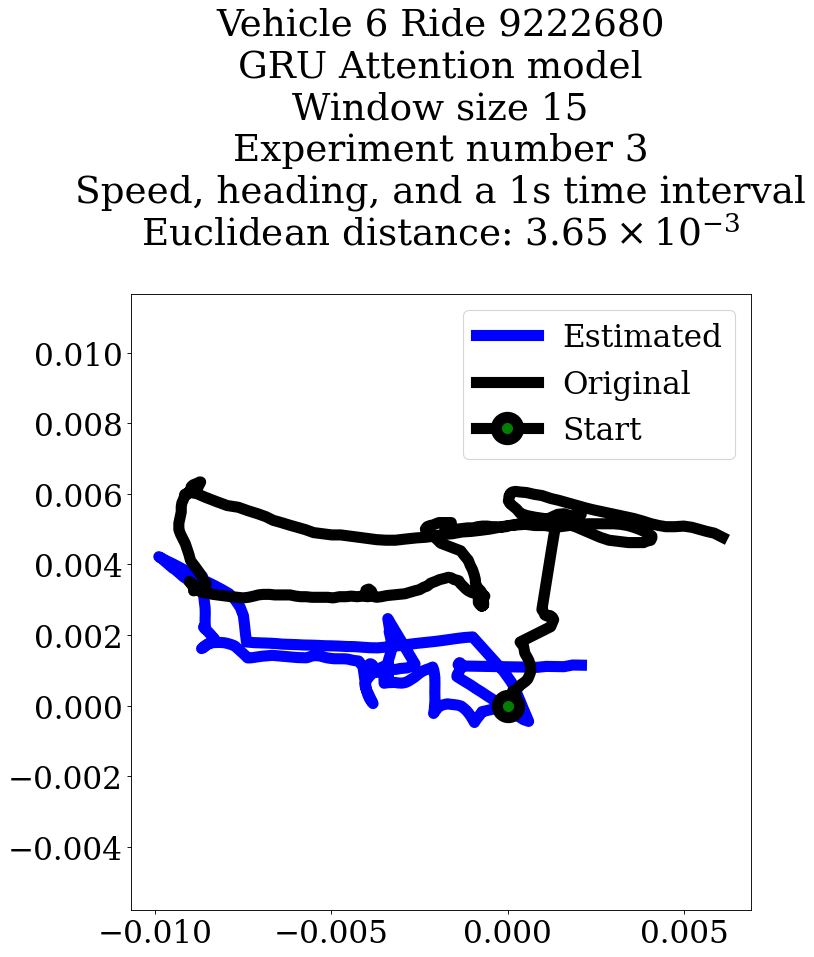 Vehicle 6 Ride 9222680
GRU Attention model
Window size 15
Experiment number 3
Speed, heading, and a 1s time interval
Euclidean distance: 3.65 × 10⁻³
Estimated
Original
Start
0.010
0.008
0.006
0.004
0.002
0.000
−0.002
−0.004
−0.010 −0.005 0.000 0.005